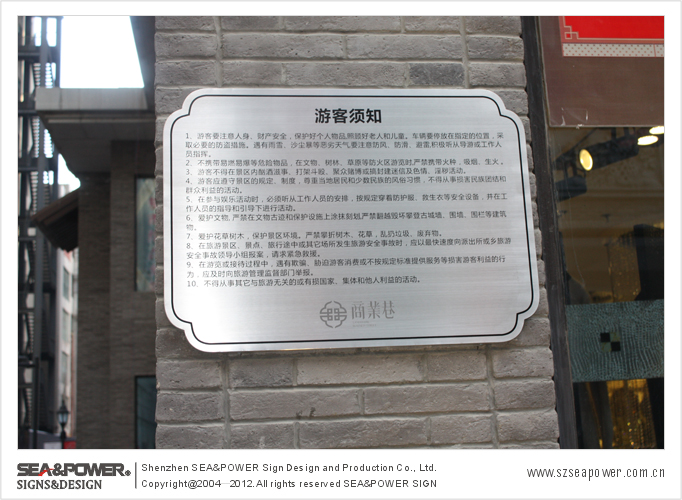 游客须知
1、游客要注意人身、财产安全，保护好个人物品,照顾好老人和儿童。车辆要停放在指定的位置，采
取必要的防盗措施。遇有雨雷、沙尘暴等恶劣天气,要注意防风、防滑、避雷,积极听从导游或工作人
员指挥。
2、不携带易燃易爆等危险物品，在文物、树林、草原等防火区游览时,严禁携带火种，吸烟、生火。
3、游客不得在景区内酗酒滋事、打架斗殴、聚众赌博或搞封建迷信及色情、淫秽活动。
4、游客应遵守景区的规定、制度，尊重当地居民和少数民族的风俗习惯，不得从事损害民族团结和
群众利益的活动。
5、在参与娱乐活动时，必须听从工作人员的安排，按规定穿着防护服、救生衣等安全设备，并在工
作人员的指导和引导下进行活动。
6、爱护文物,严禁在文物古迹和保护设施上涂抹刻划,严禁翻越毁坏攀登古城墙、围墙、围栏等建筑
物。
7、爱护花草树木，保护景区环境。严禁攀折树木、花草，乱扔垃圾、废弃物。
8、在旅游景区、景点、旅行途中或其它场所发生旅游安全事故时，应以最快速度向派出所或乡旅游
安全事故领导小组报案，请求紧急救援。
9、在游览或接待过程中，遇有欺骗、胁迫游客消费或不按规定标准提供服务等损害游客利益的行
为，应及时向旅游管理监督部门举报。
10、不得从事其它与旅游无关的或有损国家、集体和他人利益的活动。
商業巷
SEA&POWER®
SIGNS&DESIGN
Shenzhen SEA&POWER Sign Design and Production Co., Ltd.
Copyright@2004—2012.All rights reserved SEA&POWER SIGN
www.szseapower.com.cn